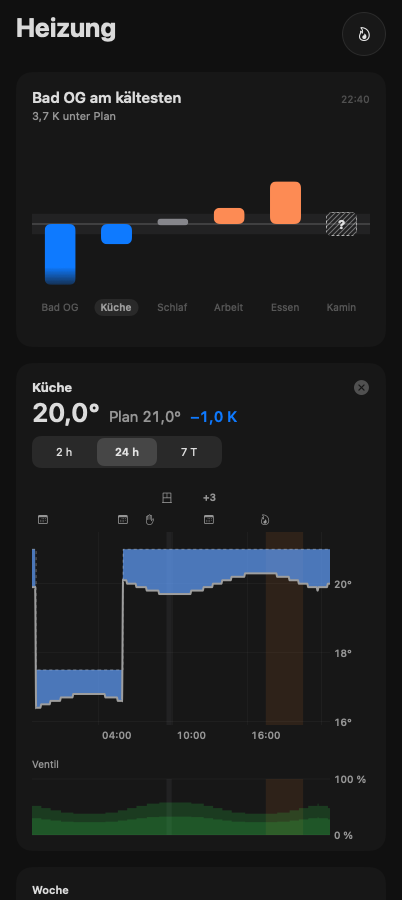 Heizung
Bad OG am kältesten
22:40
3,7 K unter Plan
?
Bad OG Küche Schlaf Arbeit Essen Kamin
Küche
20,0° Plan 21,0° −1,0 K
2 h 24 h 7 T
+3
20°
18°
16°
04:00 10:00 16:00
Ventil
100 %
0 %
Woche